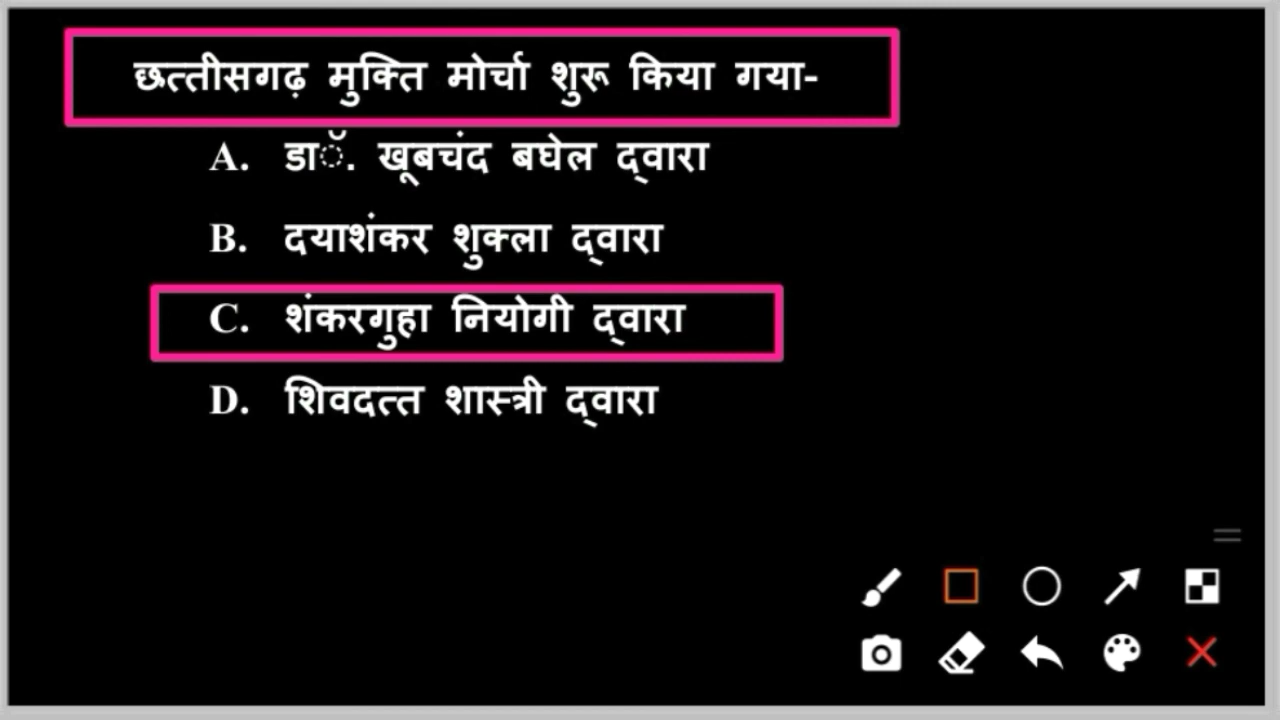 छत्तीसगढ़ मुक्ति मोर्चा शुरू किया गया-
A. डाॅ. खूबचंद बघेल द्वारा
B. दयाशंकर शुक्ला द्वारा
C. शंकरगुहा नियोगी द्वारा
D. शिवदत्त शास्त्री द्वारा